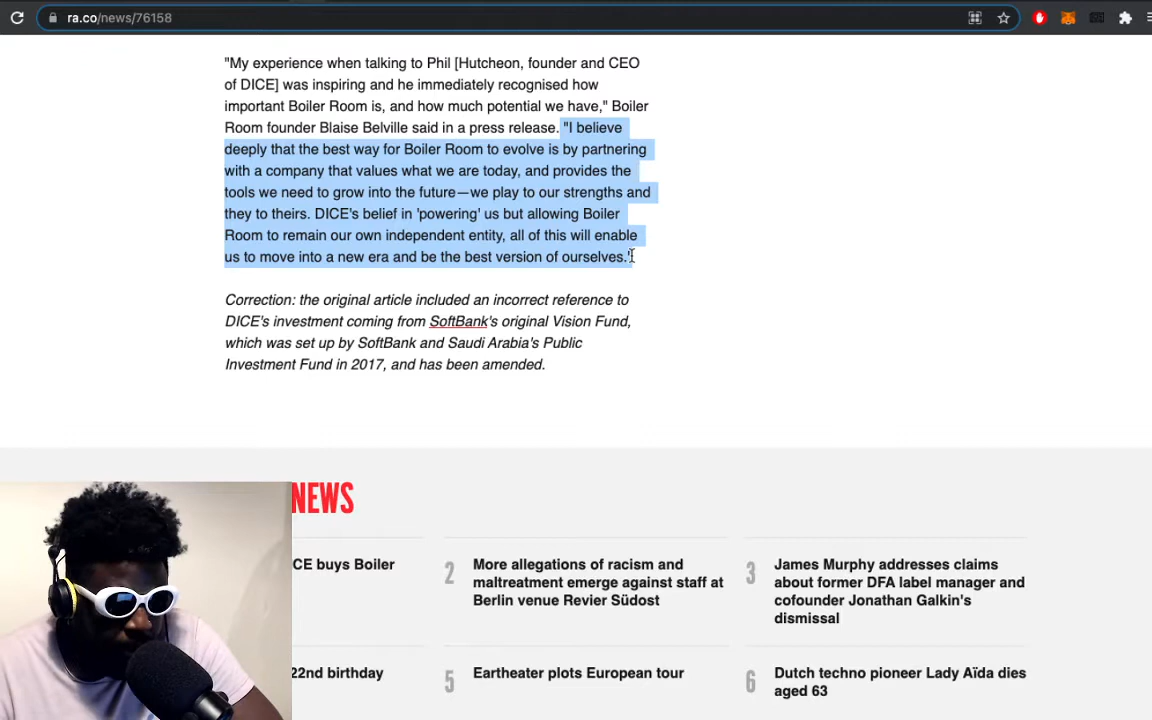 ra.co/news/76158
"My experience when talking to Phil [Hutcheon, founder and CEO
of DICE] was inspiring and he immediately recognised how
important Boiler Room is, and how much potential we have," Boiler
Room founder Blaise Belville said in a press release. "I believe
deeply that the best way for Boiler Room to evolve is by partnering
with a company that values what we are today, and provides the
tools we need to grow into the future—we play to our strengths and
they to theirs. DICE's belief in 'powering' us but allowing Boiler
Room to remain our own independent entity, all of this will enable
us to move into a new era and be the best version of ourselves."
Correction: the original article included an incorrect reference to
DICE's investment coming from SoftBank's original Vision Fund,
which was set up by SoftBank and Saudi Arabia's Public
Investment Fund in 2017, and has been amended.
NEWS
CE buys Boiler
2
More allegations of racism and
maltreatment emerge against staff at
Berlin venue Revier Südost
3
James Murphy addresses claims
about former DFA label manager and
cofounder Jonathan Galkin's
dismissal
22nd birthday
5
Eartheater plots European tour
6
Dutch techno pioneer Lady Aïda dies
aged 63